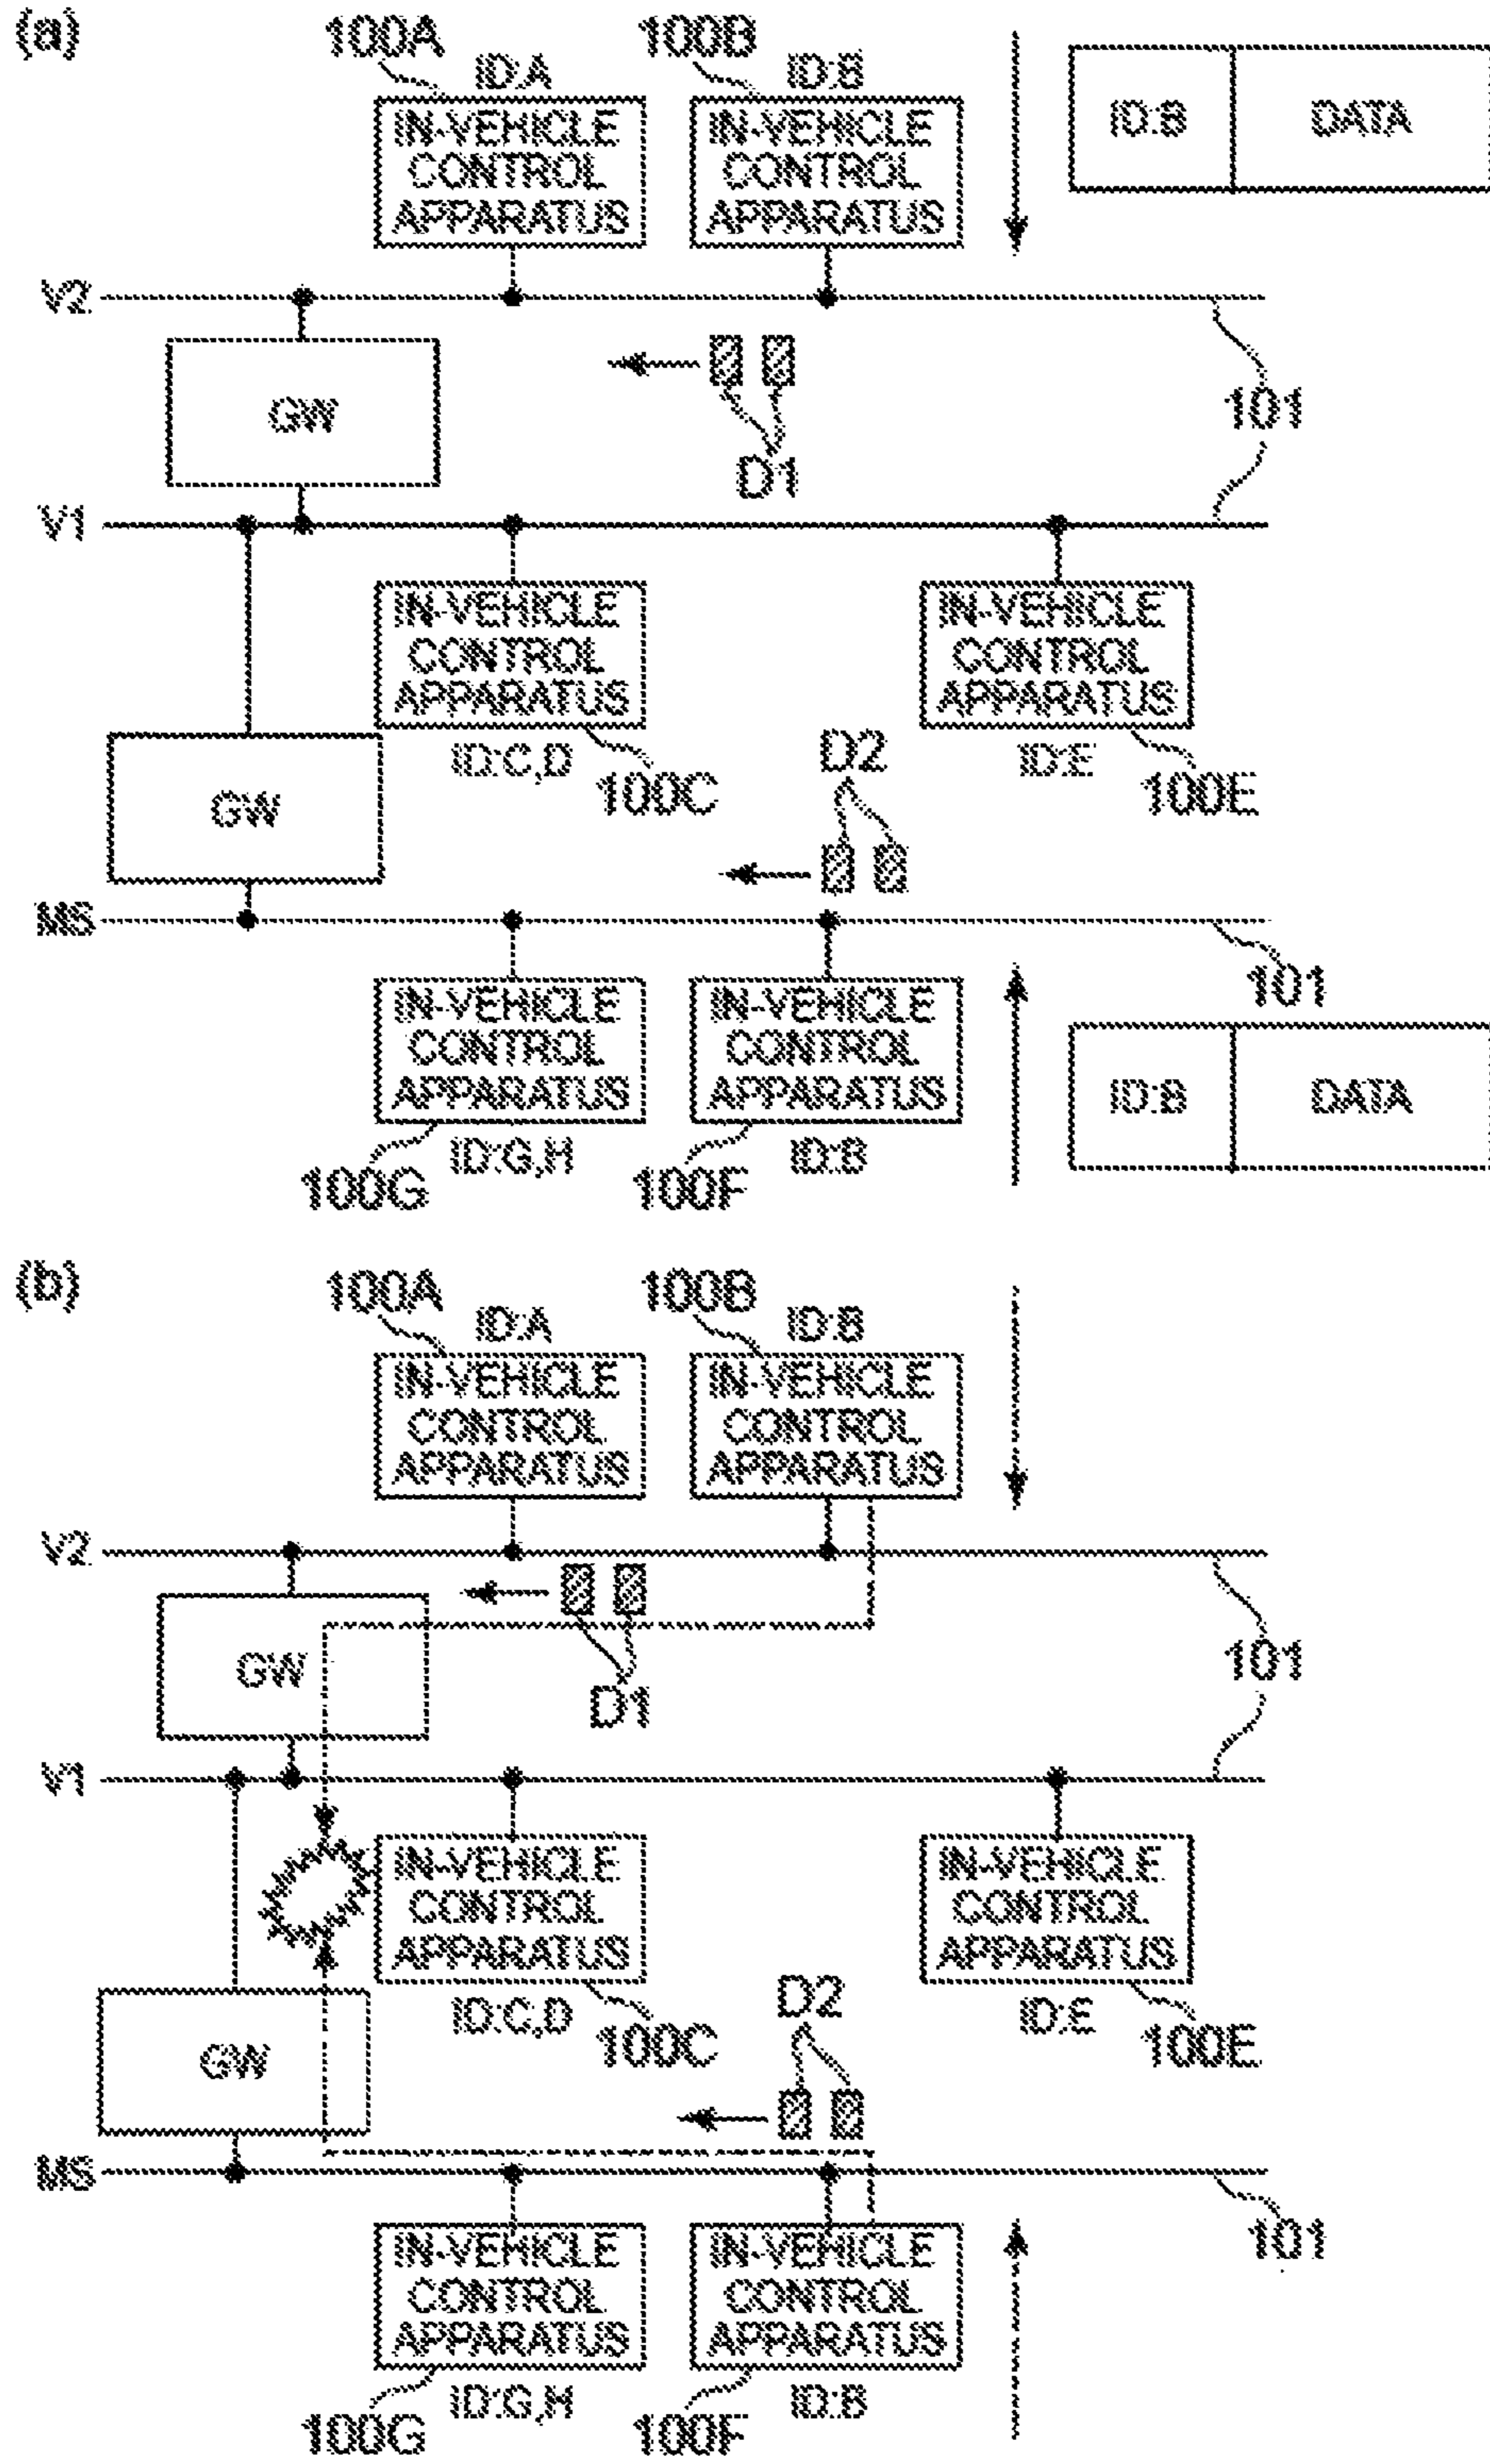 (a)
100A
100B
ID:A
ID:B
IN-VEHICLE
CONTROL
APPARATUS
IN-VEHICLE
CONTROL
APPARATUS
ID:B
DATA
V2
GW
D1
101
V1
IN-VEHICLE
CONTROL
APPARATUS
IN-VEHICLE
CONTROL
APPARATUS
ID:C,D
100C
D2
ID:E
100E
GW
MS
101
IN-VEHICLE
CONTROL
APPARATUS
IN-VEHICLE
CONTROL
APPARATUS
ID:B
DATA
100G
ID:G,H
100F
ID:B
(b)
100A
100B
ID:A
ID:B
IN-VEHICLE
CONTROL
APPARATUS
IN-VEHICLE
CONTROL
APPARATUS
V2
GW
D1
101
V1
IN-VEHICLE
CONTROL
APPARATUS
IN-VEHICLE
CONTROL
APPARATUS
ID:C,D
100C
D2
ID:E
100E
GW
MS
101
IN-VEHICLE
CONTROL
APPARATUS
IN-VEHICLE
CONTROL
APPARATUS
100G
ID:G,H
100F
ID:B